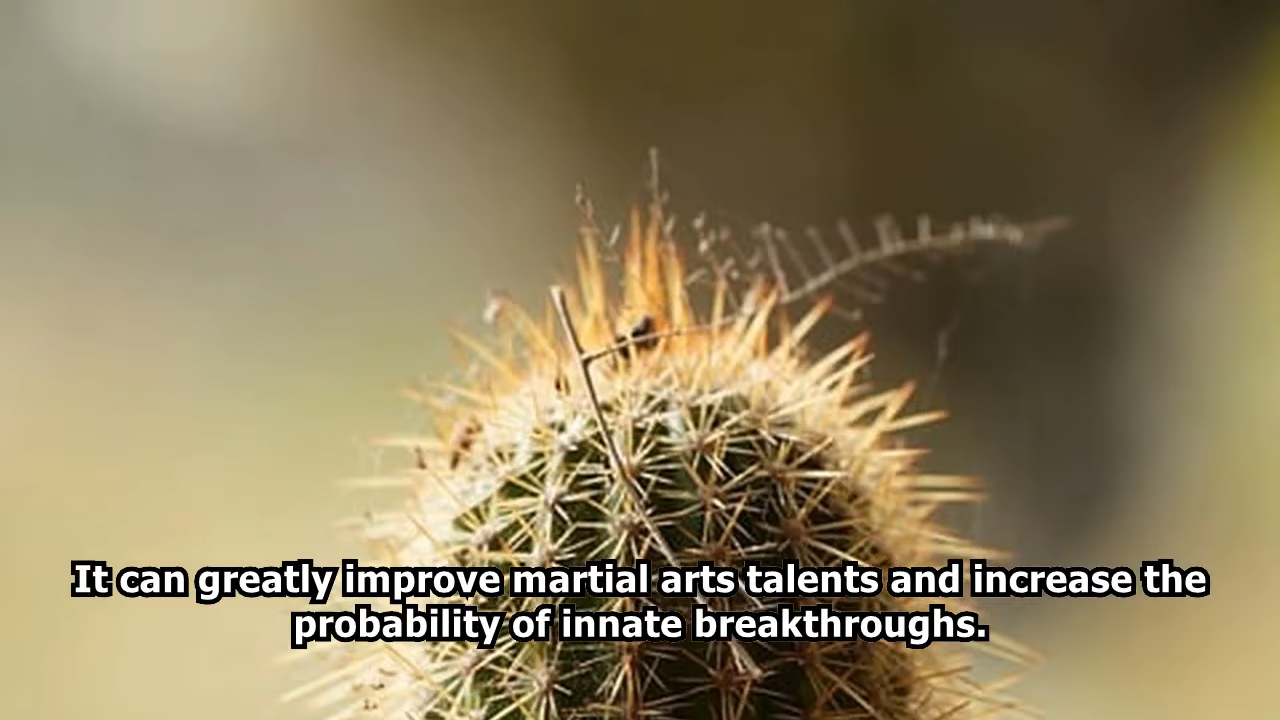 It can greatly improve martial arts talents and increase the
probability of innate breakthroughs.